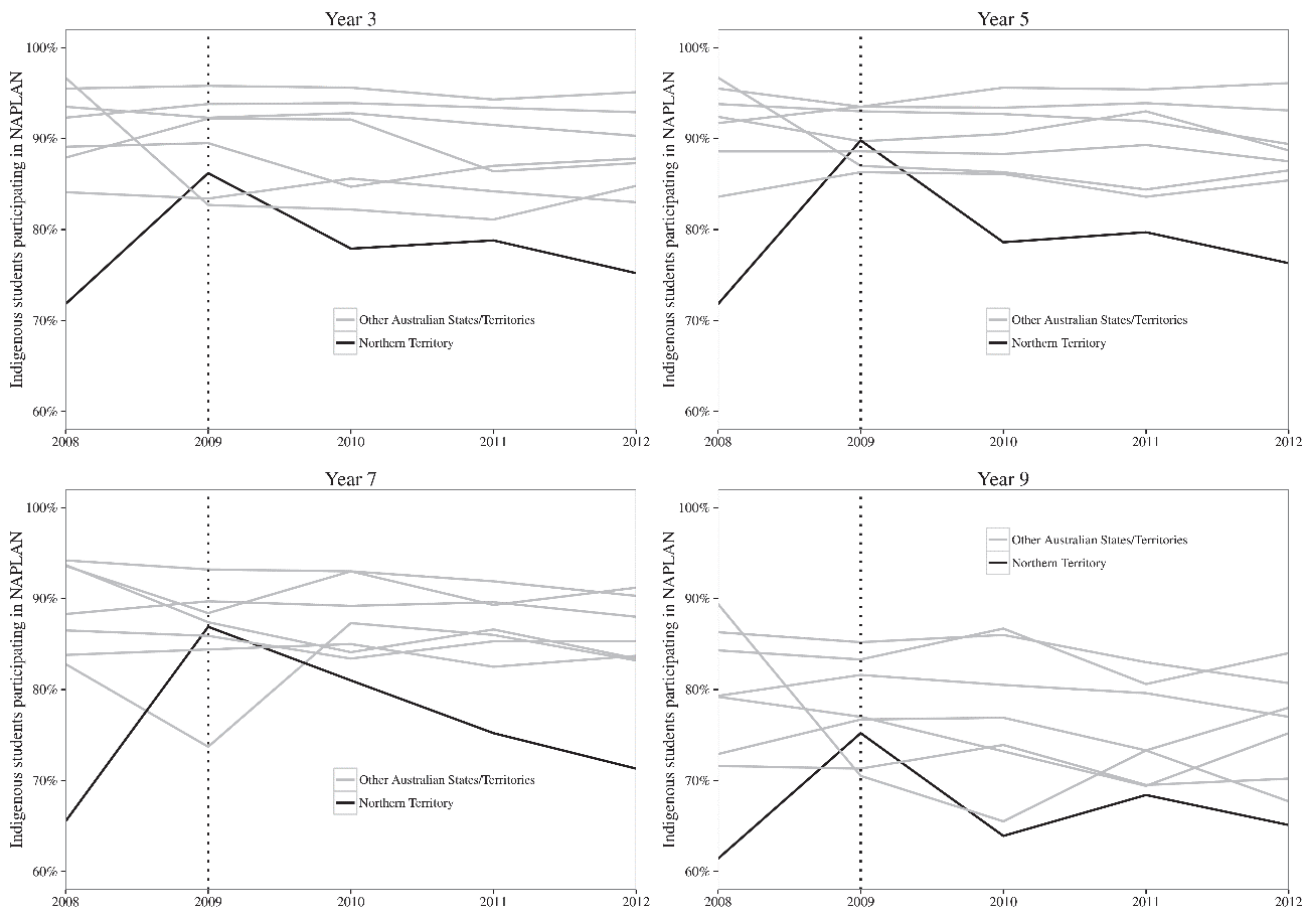 Year 3
Indigenous students participating in NAPLAN
100%
90%
80%
70%
60%
Other Australian States/Territories
Northern Territory
2008 2009 2010 2011 2012
Year 5
Indigenous students participating in NAPLAN
100%
90%
80%
70%
60%
Other Australian States/Territories
Northern Territory
2008 2009 2010 2011 2012
Year 7
Indigenous students participating in NAPLAN
100%
90%
80%
70%
60%
Other Australian States/Territories
Northern Territory
2008 2009 2010 2011 2012
Year 9
Indigenous students participating in NAPLAN
100%
90%
80%
70%
60%
Other Australian States/Territories
Northern Territory
2008 2009 2010 2011 2012